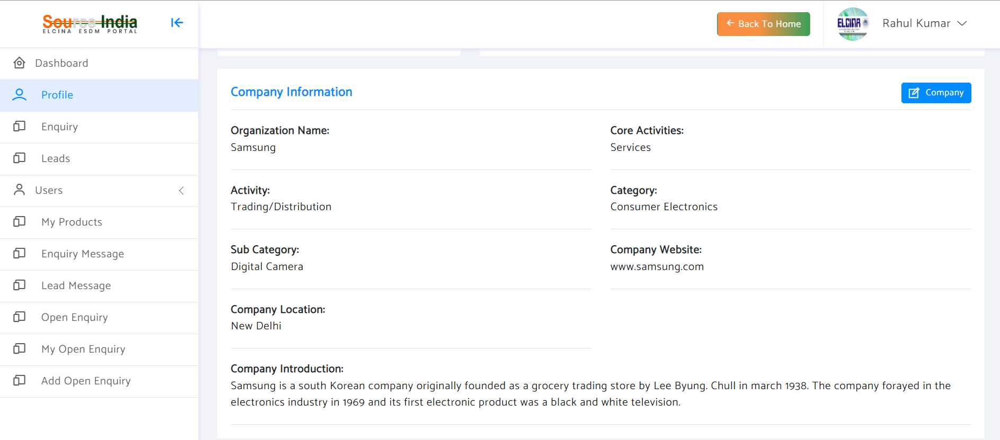 Source India
ELCINA ESDM PORTAL
Back To Home
ELCINA
Rahul Kumar
Dashboard
Profile
Enquiry
Leads
Users
My Products
Enquiry Message
Lead Message
Open Enquiry
My Open Enquiry
Add Open Enquiry
Company Information
Company
Organization Name:
Samsung
Core Activities:
Services
Activity:
Trading/Distribution
Category:
Consumer Electronics
Sub Category:
Digital Camera
Company Website:
www.samsung.com
Company Location:
New Delhi
Company Introduction:
Samsung is a south Korean company originally founded as a grocery trading store by Lee Byung. Chull in march 1938. The company forayed in the
electronics industry in 1969 and its first electronic product was a black and white television.